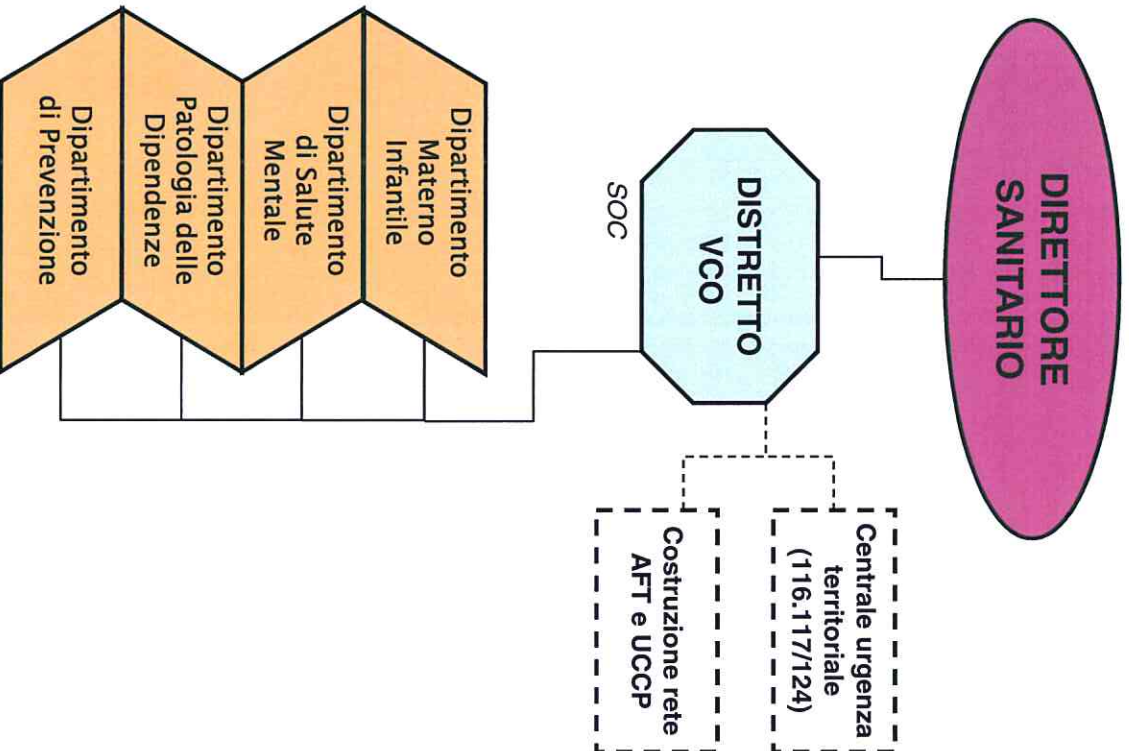 DIRETTORE
SANITARIO
DISTRETTO
VCO
SOC
Centrale urgenza
territoriale
(116.117/124)
Costruzione rete
AFT e UCCP
Dipartimento
Materno
Infantile
Dipartimento
di Salute
Mentale
Dipartimento
Patologia delle
Dipendenze
Dipartimento
di Prevenzione